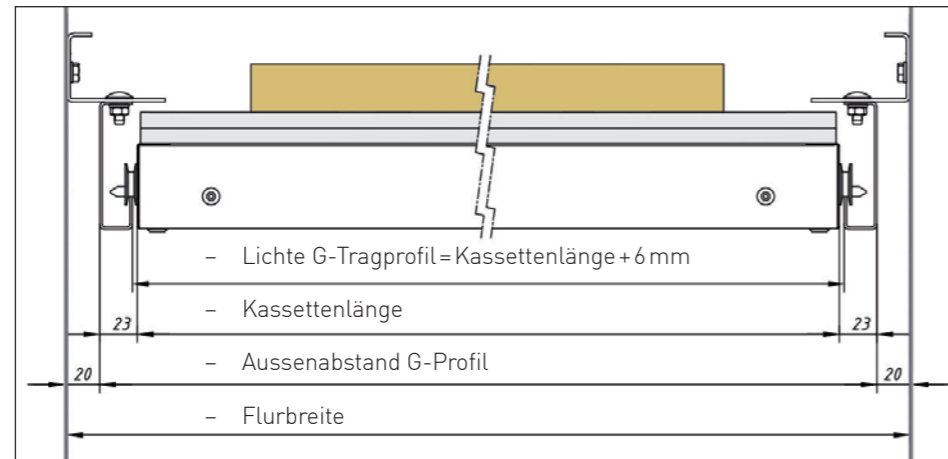 – Lichte G-Tragprofil = Kassettenlänge + 6 mm
– Kassettenlänge
23 23
– Aussenabstand G-Profil
20 20
– Flurbreite